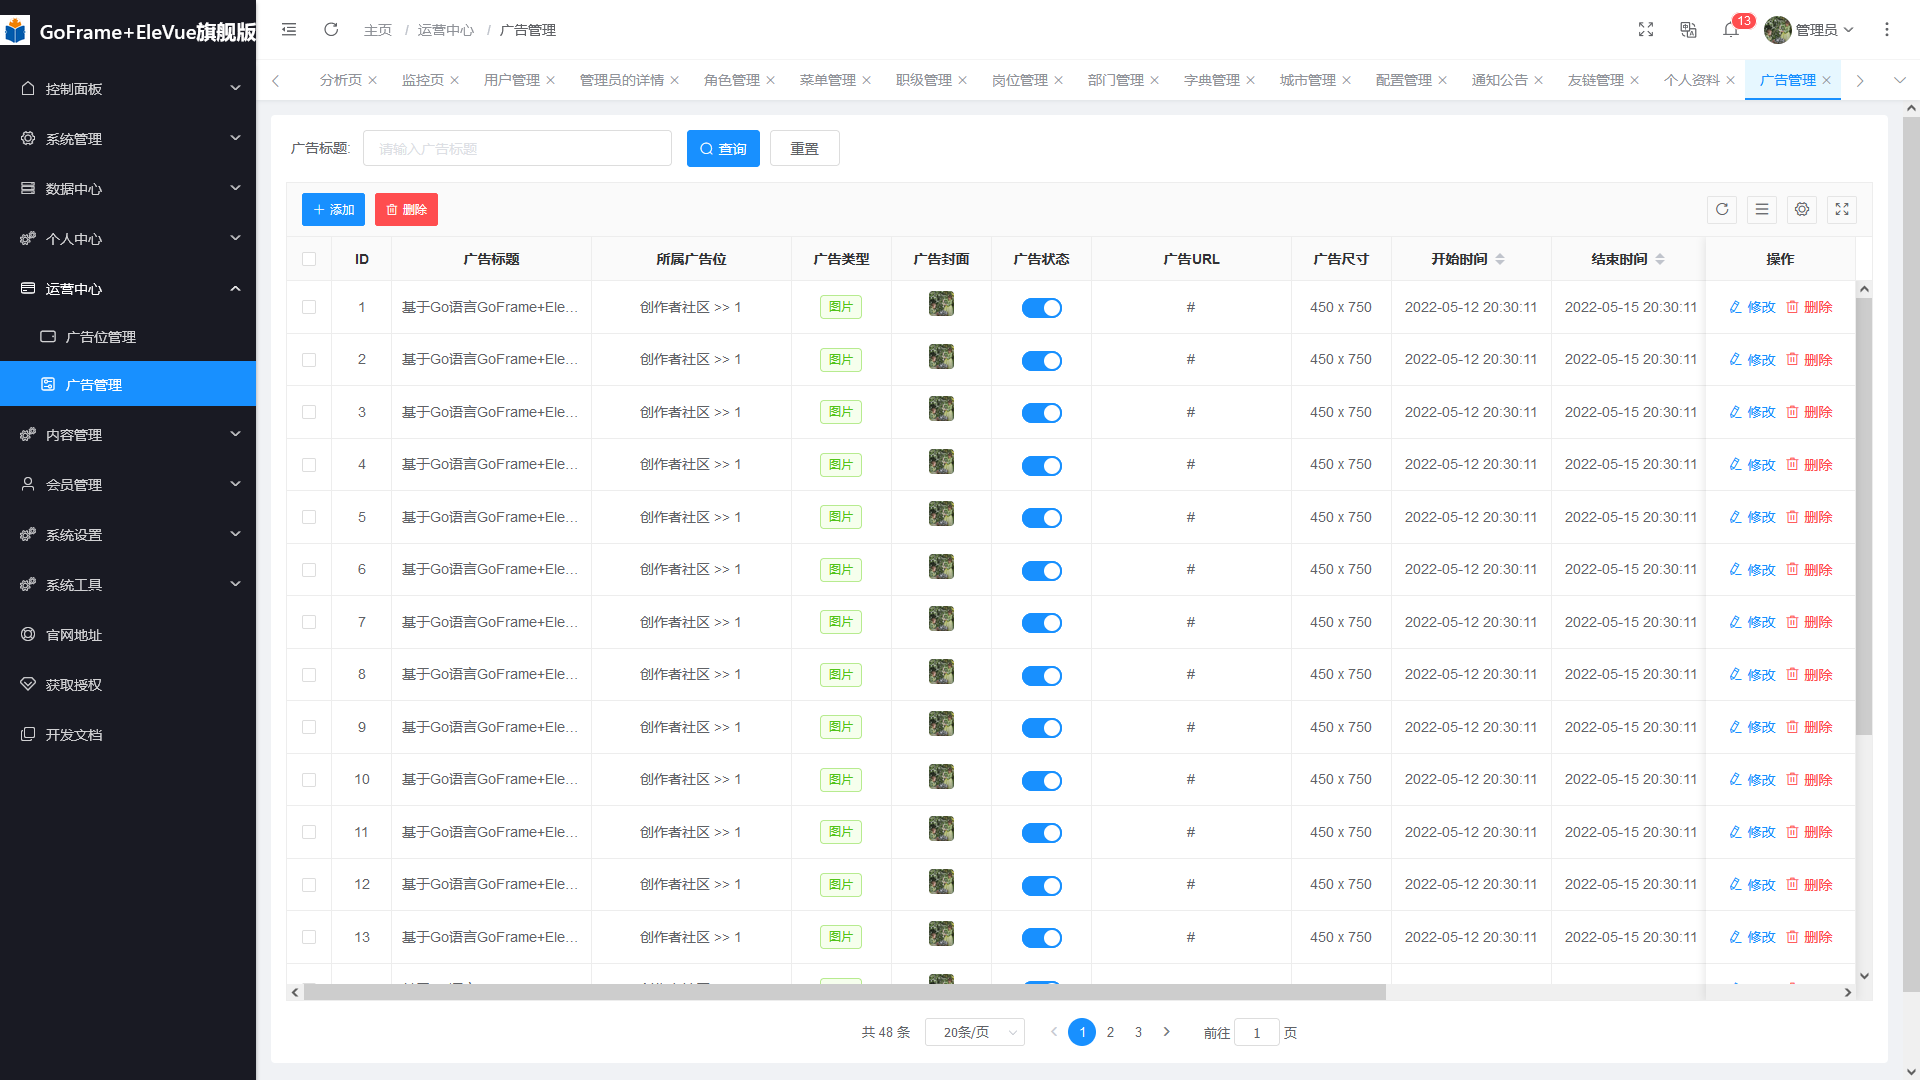 GoFrame+EleVue旗舰版
主页 / 运营中心 / 广告管理
13
管理员
分析页 监控页 用户管理 管理员的详情 角色管理 菜单管理 职级管理 岗位管理 部门管理 字典管理 城市管理 配置管理 通知公告 友链管理 个人资料 广告管理
控制面板
系统管理
数据中心
个人中心
运营中心
广告位管理
广告管理
内容管理
会员管理
系统设置
系统工具
官网地址
获取授权
开发文档
广告标题: 请输入广告标题 查询 重置
添加 删除
ID 广告标题 所属广告位 广告类型 广告封面 广告状态 广告URL 广告尺寸 开始时间 结束时间 操作
1 基于Go语言GoFrame+Ele... 创作者社区 >> 1 图片 # 450 x 750 2022-05-12 20:30:11 2022-05-15 20:30:11 修改 删除
2 基于Go语言GoFrame+Ele... 创作者社区 >> 1 图片 # 450 x 750 2022-05-12 20:30:11 2022-05-15 20:30:11 修改 删除
3 基于Go语言GoFrame+Ele... 创作者社区 >> 1 图片 # 450 x 750 2022-05-12 20:30:11 2022-05-15 20:30:11 修改 删除
4 基于Go语言GoFrame+Ele... 创作者社区 >> 1 图片 # 450 x 750 2022-05-12 20:30:11 2022-05-15 20:30:11 修改 删除
5 基于Go语言GoFrame+Ele... 创作者社区 >> 1 图片 # 450 x 750 2022-05-12 20:30:11 2022-05-15 20:30:11 修改 删除
6 基于Go语言GoFrame+Ele... 创作者社区 >> 1 图片 # 450 x 750 2022-05-12 20:30:11 2022-05-15 20:30:11 修改 删除
7 基于Go语言GoFrame+Ele... 创作者社区 >> 1 图片 # 450 x 750 2022-05-12 20:30:11 2022-05-15 20:30:11 修改 删除
8 基于Go语言GoFrame+Ele... 创作者社区 >> 1 图片 # 450 x 750 2022-05-12 20:30:11 2022-05-15 20:30:11 修改 删除
9 基于Go语言GoFrame+Ele... 创作者社区 >> 1 图片 # 450 x 750 2022-05-12 20:30:11 2022-05-15 20:30:11 修改 删除
10 基于Go语言GoFrame+Ele... 创作者社区 >> 1 图片 # 450 x 750 2022-05-12 20:30:11 2022-05-15 20:30:11 修改 删除
11 基于Go语言GoFrame+Ele... 创作者社区 >> 1 图片 # 450 x 750 2022-05-12 20:30:11 2022-05-15 20:30:11 修改 删除
12 基于Go语言GoFrame+Ele... 创作者社区 >> 1 图片 # 450 x 750 2022-05-12 20:30:11 2022-05-15 20:30:11 修改 删除
13 基于Go语言GoFrame+Ele... 创作者社区 >> 1 图片 # 450 x 750 2022-05-12 20:30:11 2022-05-15 20:30:11 修改 删除
共 48 条 20条/页 1 2 3 前往 1 页